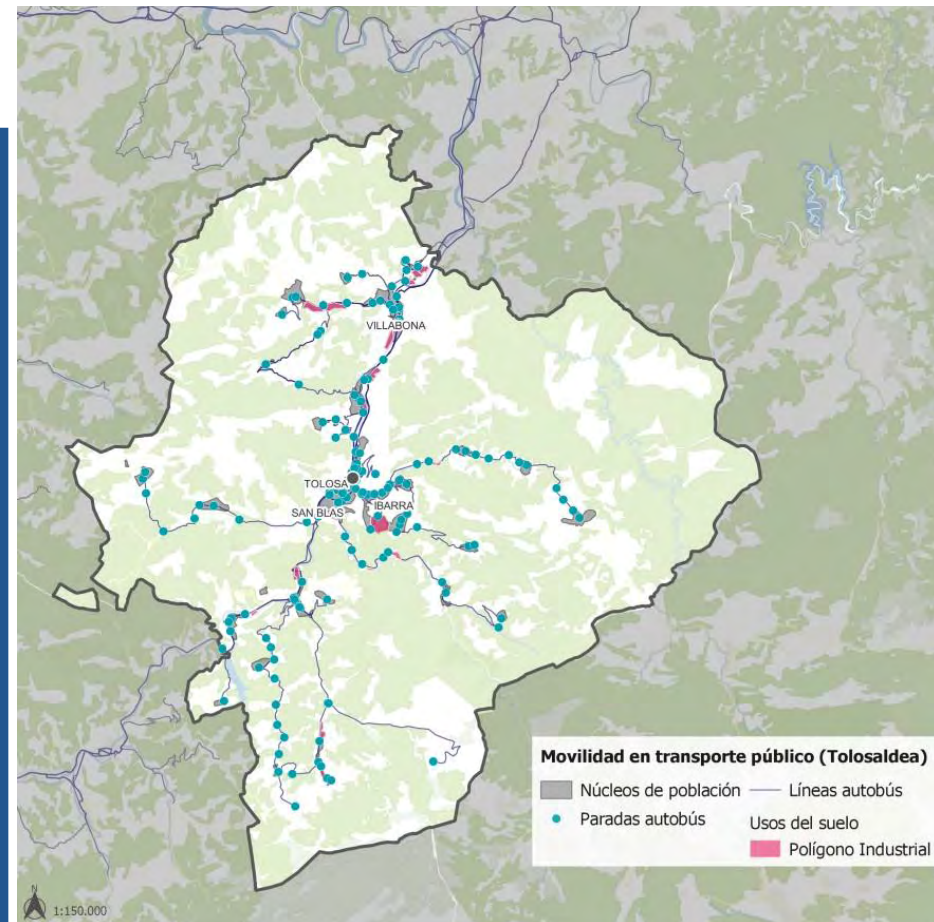 VILLABONA
TOLOSA
SAN BLAS
IBARRA
Movilidad en transporte público (Tolosaldea)
Núcleos de población
Líneas autobús
Paradas autobús
Usos del suelo
Polígono Industrial
N
1:150.000